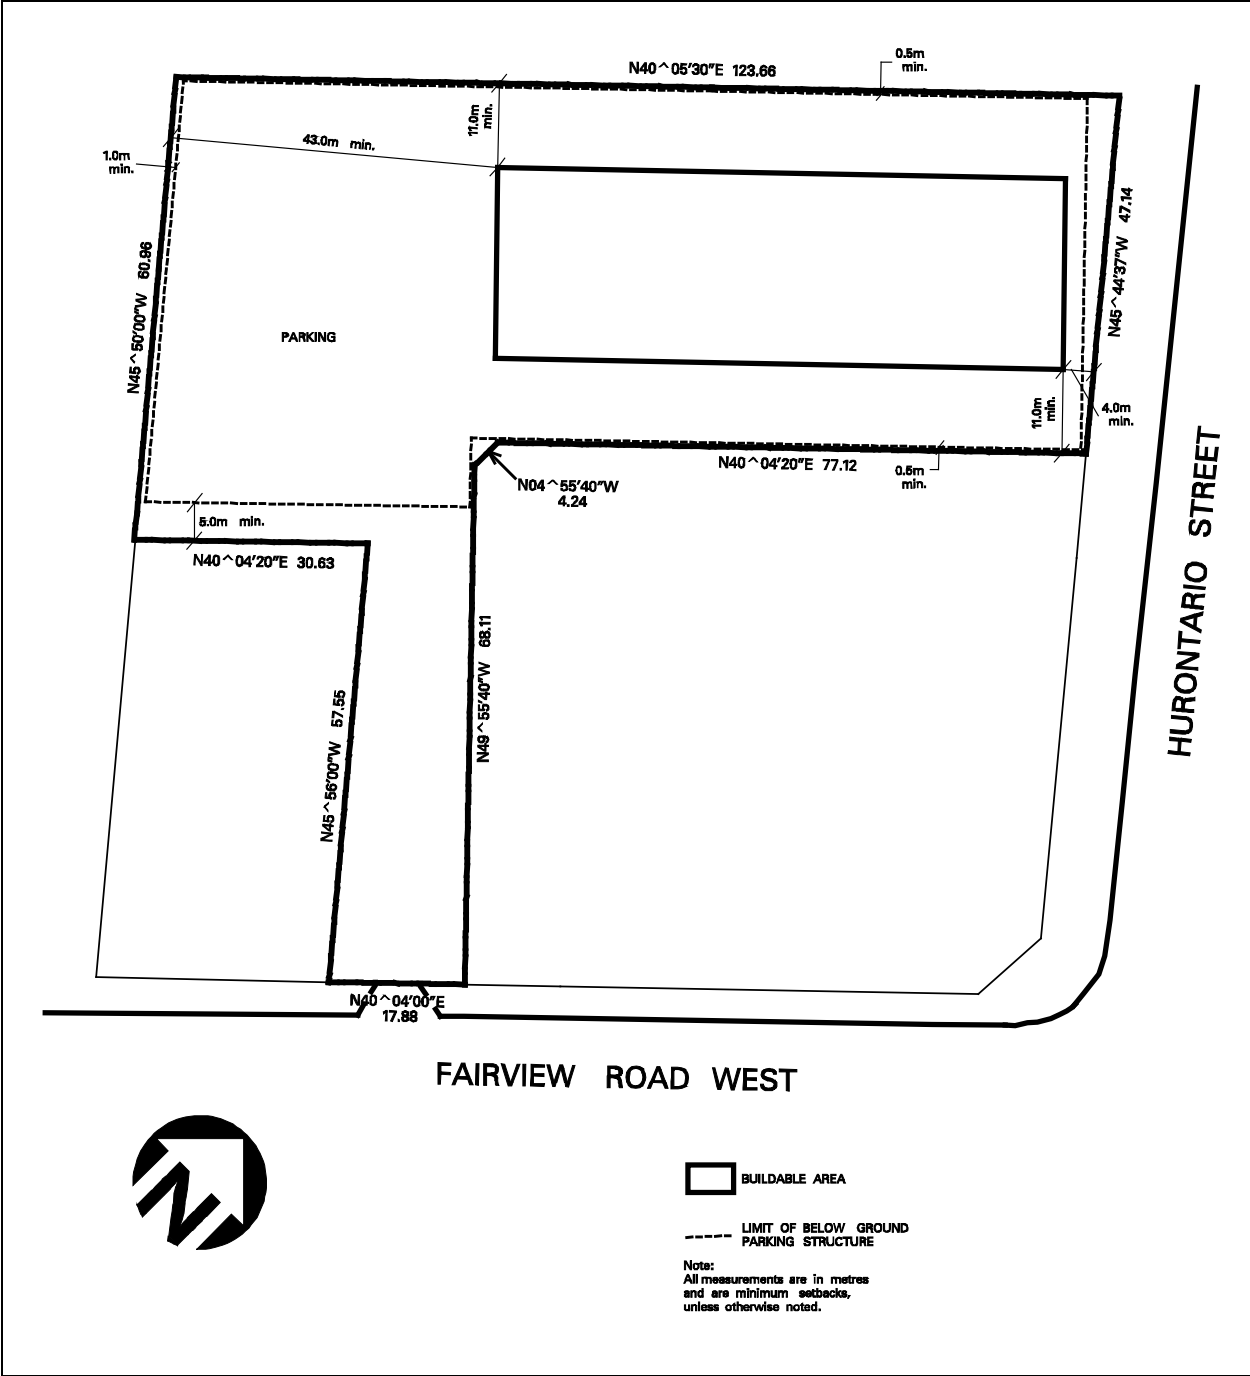 N40^05'30"E 123.66
0.5m
min.
11.0m
min.
43.0m min.
1.0m
min.
N45^44'37"W 47.14
N45^50'00"W 60.96
PARKING
11.0m
min.
4.0m
min.
N40^04'20"E 77.12
0.5m
min.
N04^55'40"W
4.24
5.0m min.
N40^04'20"E 30.63
N49^55'40"W 68.11
N45^56'00"W 57.55
HURONTARIO STREET
N40^04'00"E
17.88
FAIRVIEW ROAD WEST
N
BUILDABLE AREA
LIMIT OF BELOW GROUND
PARKING STRUCTURE
Note:
All measurements are in metres
and are minimum setbacks,
unless otherwise noted.